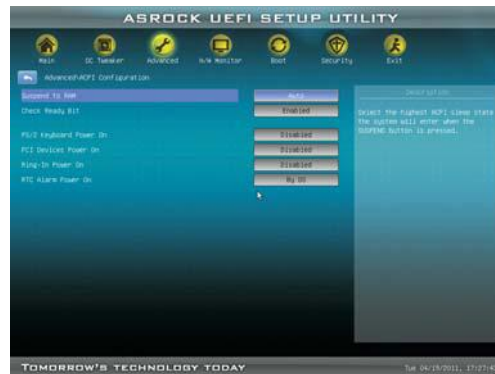 ASROCK UEFI SETUP UTILITY
Main OC Tweaker Advanced H/W Monitor Boot Security Exit
Advanced\ACPI Configuration
Suspend to RAM Auto
Check Ready Bit Enabled
PS/2 Keyboard Power On Disabled
PCI Devices Power On Disabled
Ring-In Power On Disabled
RTC Alarm Power On By OS
Description
Select the highest ACPI sleep state
the system will enter when the
SUSPEND button is pressed.
TOMORROW'S TECHNOLOGY TODAY
Tue 04/19/2011, 17:27:4